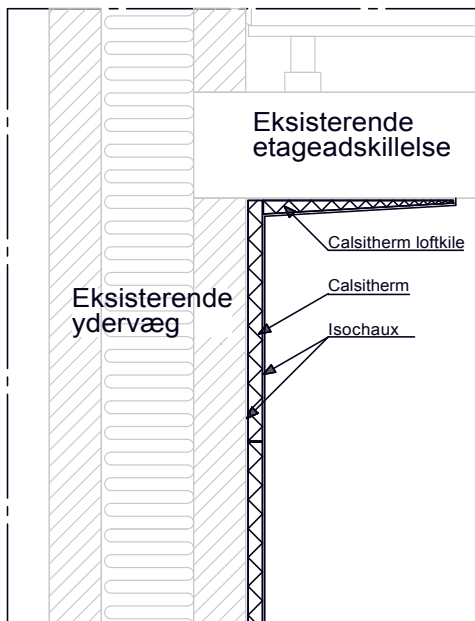 Eksisterende
etageadskillelse
Calsitherm loftkile
Eksisterende
ydervæg
Calsitherm
Isochaux